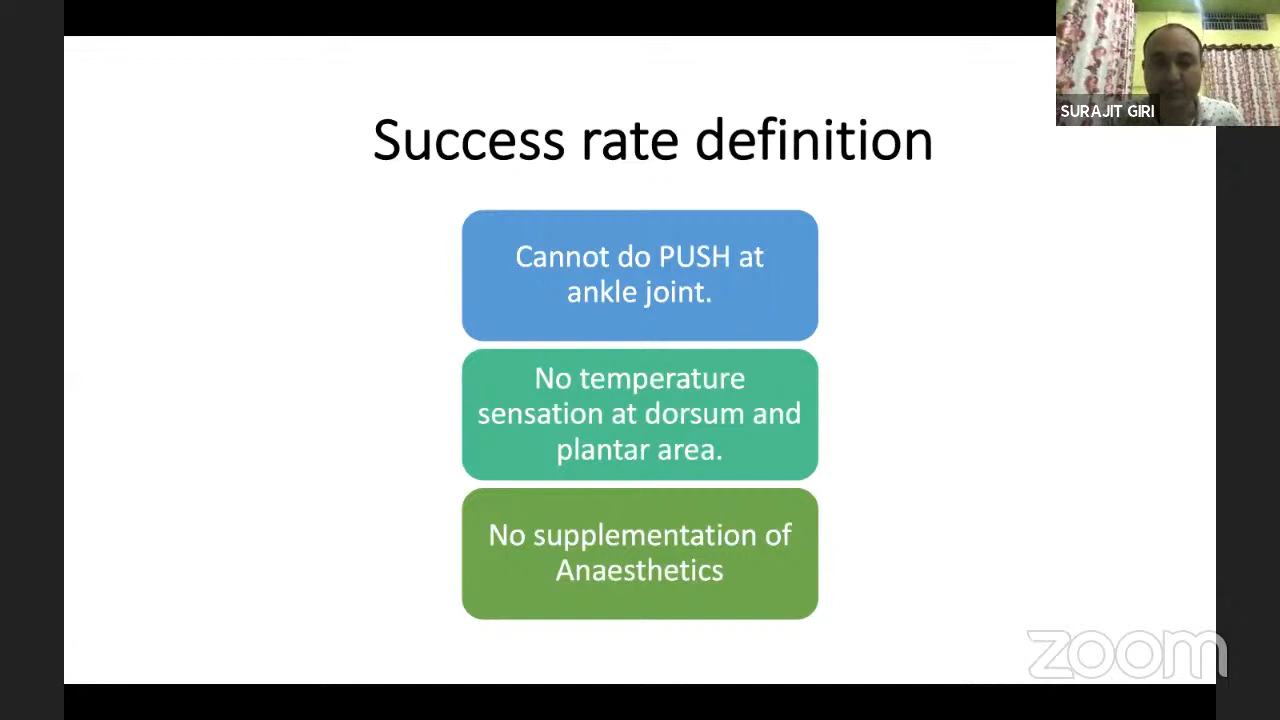 SURAJIT GIRI
Success rate definition
Cannot do PUSH at
ankle joint.
No temperature
sensation at dorsum and
plantar area.
No supplementation of
Anaesthetics
zoom